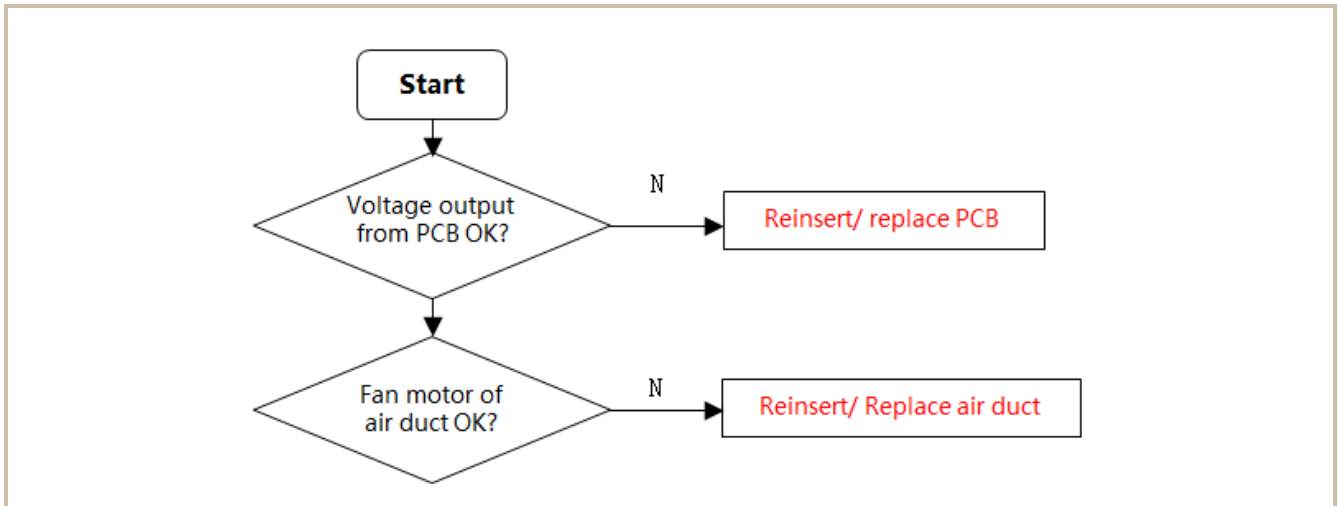 Start
Voltage output
from PCB OK?
N
Reinsert/ replace PCB
Fan motor of
air duct OK?
N
Reinsert/ Replace air duct